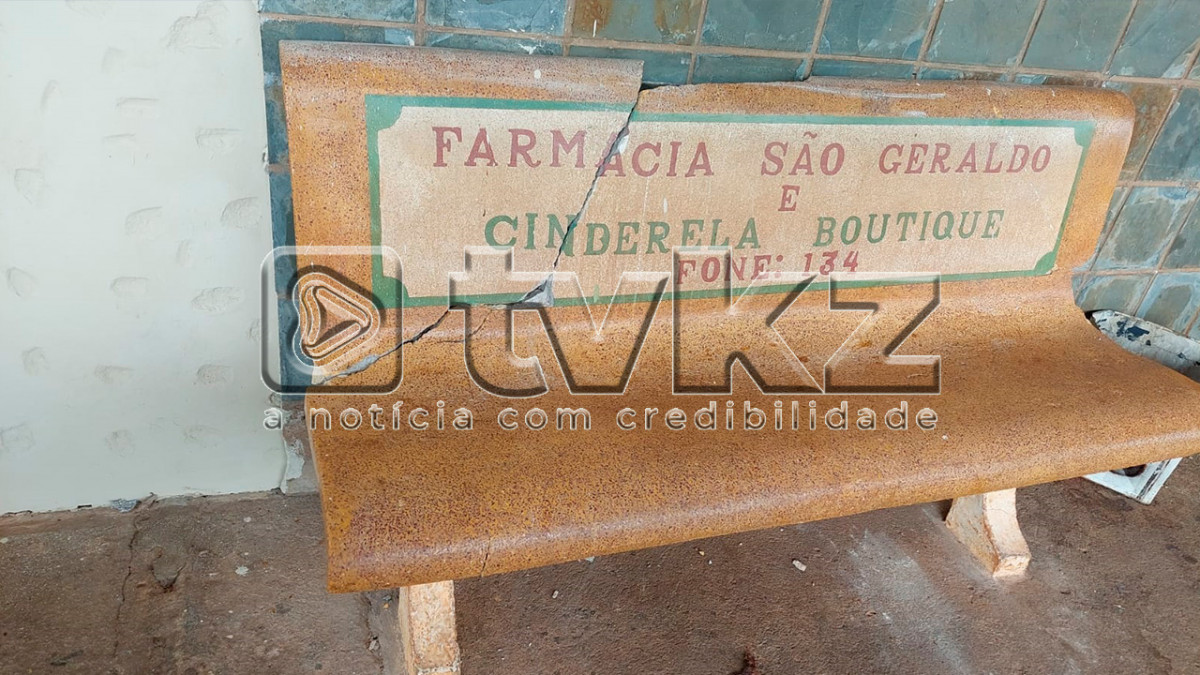 FARMACIA SÃO GERALDO
E
CINDERELA BOUTIQUE
FONE: 134
tvkz
a notícia com credibilidade